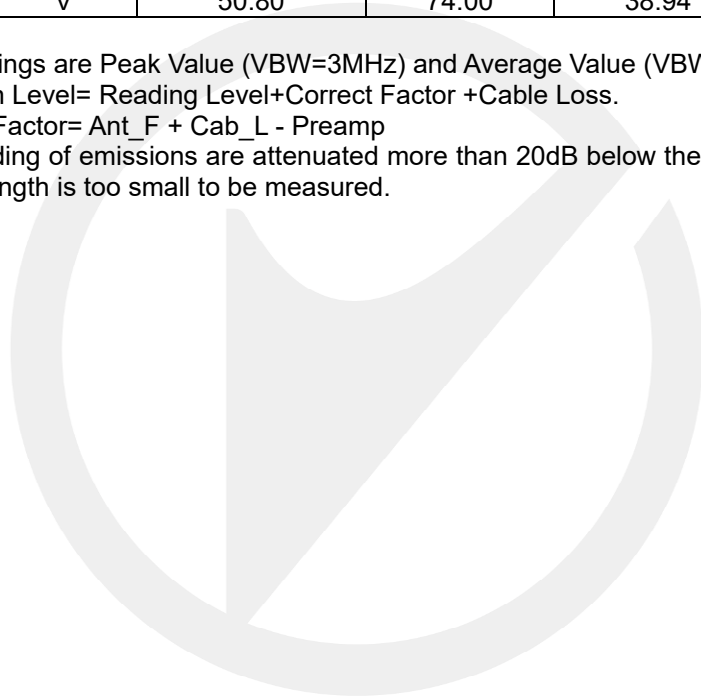 V 50.80 74.00 38.94
ings are Peak Value (VBW=3MHz) and Average Value (VBW
n Level= Reading Level+Correct Factor +Cable Loss.
Factor= Ant_F + Cab_L - Preamp
ding of emissions are attenuated more than 20dB below the
ngth is too small to be measured.